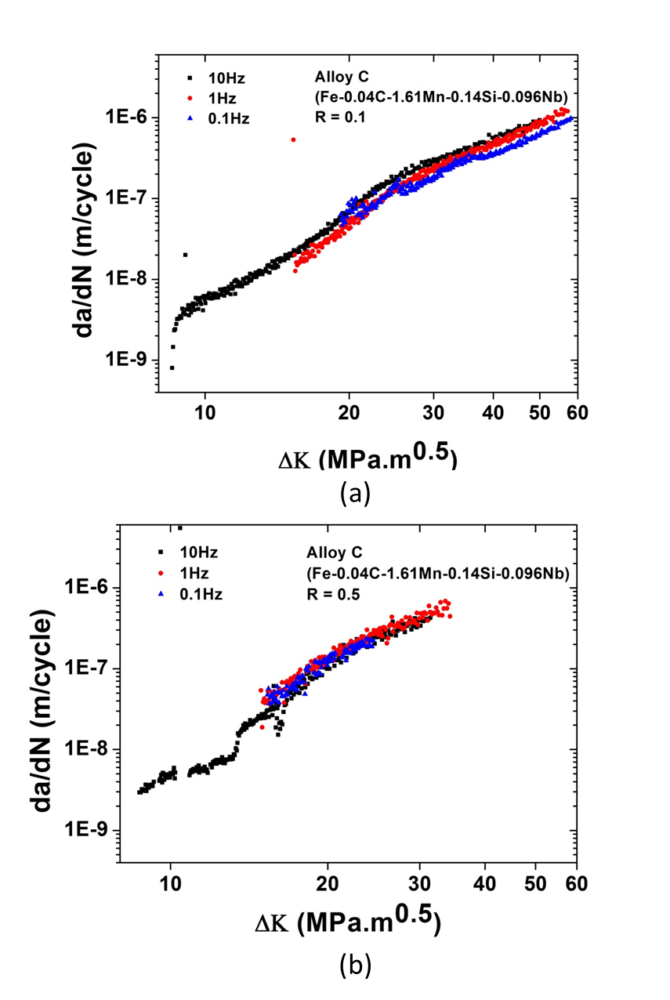 10Hz
1Hz
0.1Hz
Alloy C
(Fe-0.04C-1.61Mn-0.14Si-0.096Nb)
R = 0.1
1E-6
1E-7
1E-8
1E-9
da/dN (m/cycle)
10 20 30 40 50 60
ΔK (MPa.m0.5)
(a)
10Hz
1Hz
0.1Hz
Alloy C
(Fe-0.04C-1.61Mn-0.14Si-0.096Nb)
R = 0.5
1E-6
1E-7
1E-8
1E-9
da/dN (m/cycle)
10 20 30 40 50 60
ΔK (MPa.m0.5)
(b)